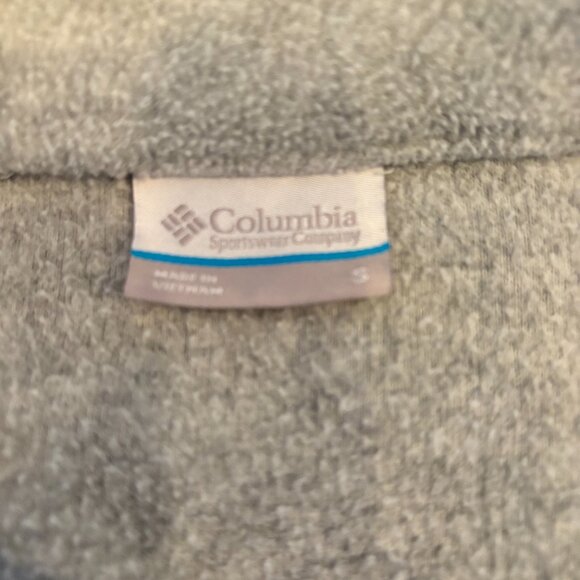 Columbia
Sportswear Company
MADE IN
VIETNAM
S